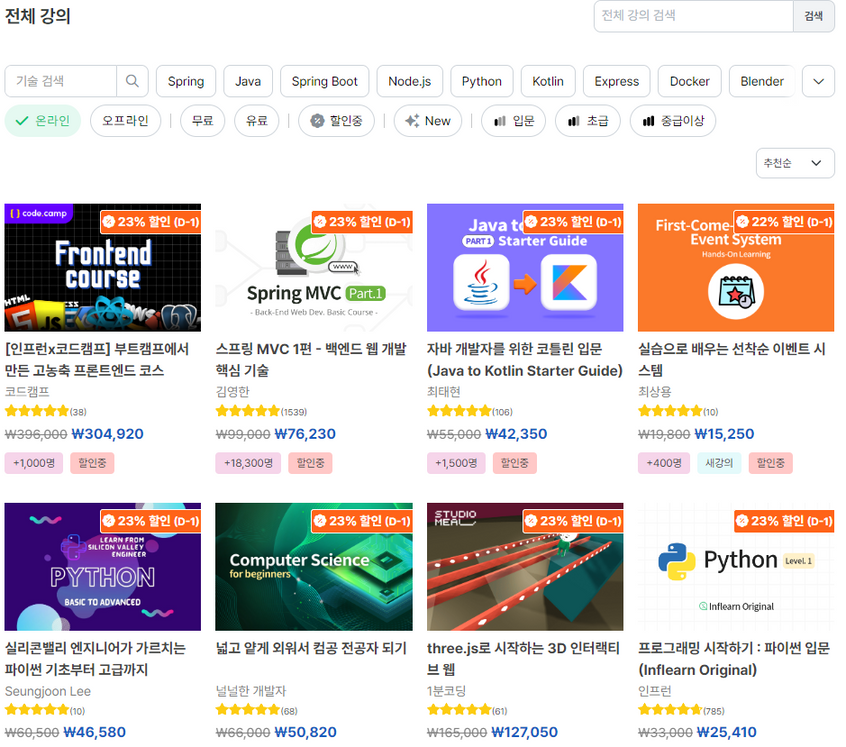 전체 강의
전체 강의 검색
검색
기술 검색
Spring
Java
Spring Boot
Node.js
Python
Kotlin
Express
Docker
Blender
온라인
오프라인
무료
유료
할인중
New
입문
초급
중급이상
추천순
{ } code.camp
23% 할인 (D-1)
Frontend
course
HTML
JS
CSS
23% 할인 (D-1)
www
Spring MVC Part.1
- Back-End Web Dev. Basic Course -
Java to
23% 할인 (D-1)
PART 1 Starter Guide
First-Come-
22% 할인 (D-1)
Event System
Hands-On Learning
[인프런x코드캠프] 부트캠프에서
만든 고농축 프론트엔드 코스
코드캠프
(38)
₩396,000 ₩304,920
+1,000명
할인중
스프링 MVC 1편 - 백엔드 웹 개발
핵심 기술
김영한
(1539)
₩99,000 ₩76,230
+18,300명
할인중
자바 개발자를 위한 코틀린 입문
(Java to Kotlin Starter Guide)
최태현
(106)
₩55,000 ₩42,350
+1,500명
할인중
실습으로 배우는 선착순 이벤트 시
스템
최상용
(10)
₩19,800 ₩15,250
+400명
새강의
할인중
23% 할인 (D-1)
LEARN FROM
SILICON VALLEY
ENGINEER
PYTHON
BASIC TO ADVANCED
23% 할인 (D-1)
Computer Science
for beginners
STUDIO
MEAL
23% 할인 (D-1)
23% 할인 (D-1)
Python Level. 1
Inflearn Original
실리콘밸리 엔지니어가 가르치는
파이썬 기초부터 고급까지
Seungjoon Lee
(10)
₩60,500 ₩46,580
넓고 얕게 외워서 컴공 전공자 되기
널널한 개발자
(68)
₩66,000 ₩50,820
three.js로 시작하는 3D 인터랙티
브 웹
1분코딩
(61)
₩165,000 ₩127,050
프로그래밍 시작하기 : 파이썬 입문
(Inflearn Original)
인프런
(785)
₩33,000 ₩25,410